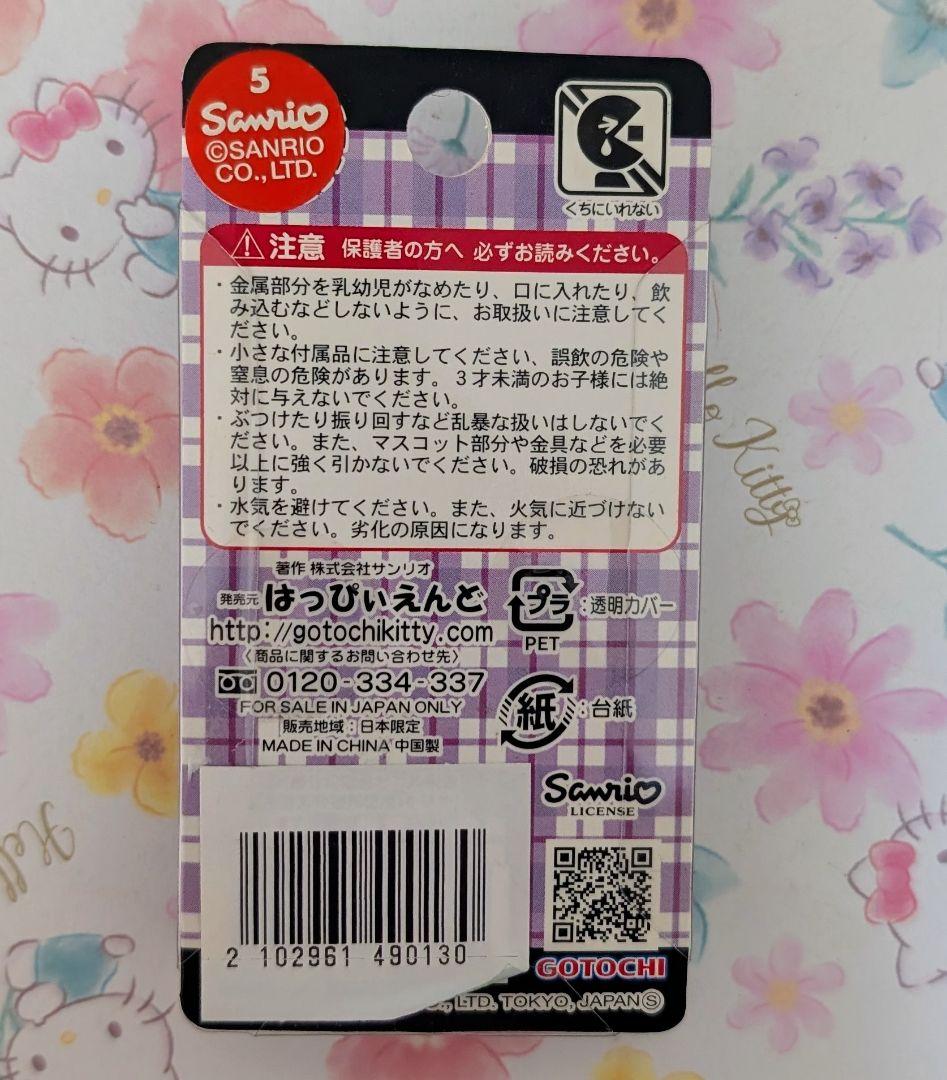 5
Sanrio
©SANRIO
CO., LTD.
くちにいれない
注意 保護者の方へ 必ずお読みください。
・金属部分を乳幼児がなめたり、口に入れたり、飲
み込むなどしないように、お取扱いに注意してく
ださい。
・小さな付属品に注意してください、誤飲の危険や
窒息の危険があります。3才未満のお子様には絶
対に与えないでください。
・ぶつけたり振り回すなど乱暴な扱いはしないでく
ださい。また、マスコット部分や金具などを必要
以上に強く引かないでください。破損の恐れがあ
ります。
・水気を避けてください。また、火気に近づけない
でください。劣化の原因になります。
著作 株式会社サンリオ
発売元 はっぴぃえんど
http://gotochikitty.com
〈商品に関するお問い合わせ先〉
0120-334-337
FOR SALE IN JAPAN ONLY
販売地域：日本限定
MADE IN CHINA 中国製
プラ :透明カバー
PET
紙 :台紙
Sanrio
LICENSE
2 102961 490130
GOTOCHI
CO., LTD. TOKYO, JAPAN Ⓢ
Hello Kitty
Hello